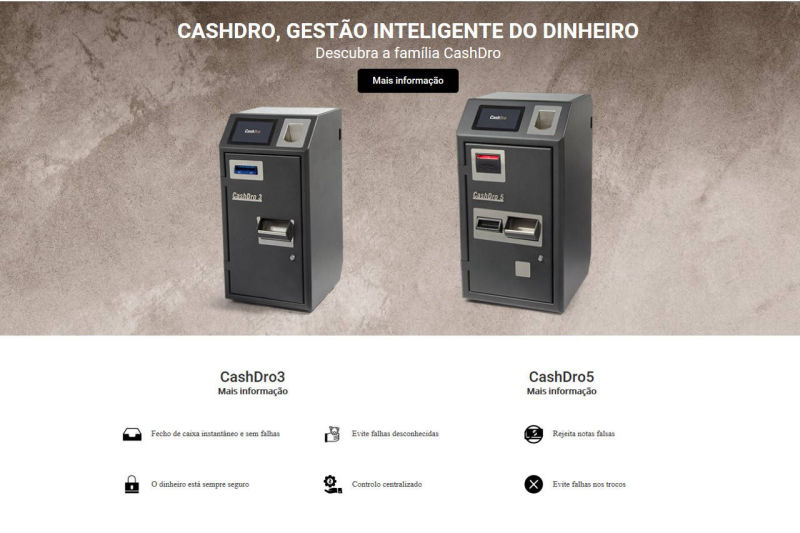 CASHDRO, GESTÃO INTELIGENTE DO DINHEIRO
Descubra a família CashDro
Mais informação
CashDro
CashDro
CashDro 3
CashDro 5
CashDro3
Mais informação
CashDro5
Mais informação
Fecho de caixa instantâneo e sem falhas
Evite falhas desconhecidas
Rejeita notas falsas
O dinheiro está sempre seguro
Controlo centralizado
Evite falhas nos trocos